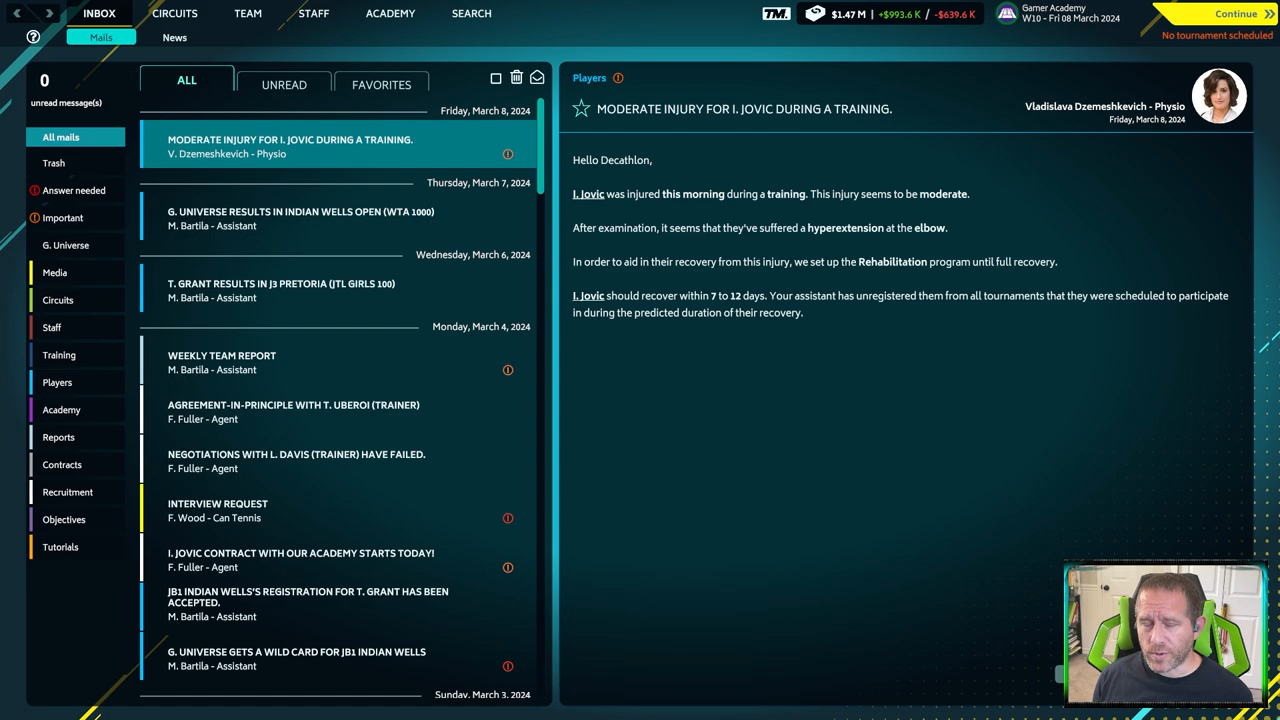 INBOX
CIRCUITS
TEAM
STAFF
ACADEMY
SEARCH
TM.
$1.47 M
+$993.6 K / -$639.6 K
Gamer Academy
W10 - Fri 08 March 2024
Continue
No tournament scheduled
Mails
News
0
unread message(s)
All mails
Trash
Answer needed
Important
G. Universe
Media
Circuits
Staff
Training
Players
Academy
Reports
Contracts
Recruitment
Objectives
Tutorials
ALL
UNREAD
FAVORITES
Friday, March 8, 2024
MODERATE INJURY FOR I. JOVIC DURING A TRAINING.
V. Dzemeshkevich - Physio
Thursday, March 7, 2024
G. UNIVERSE RESULTS IN INDIAN WELLS OPEN (WTA 1000)
M. Bartila - Assistant
Wednesday, March 6, 2024
T. GRANT RESULTS IN J3 PRETORIA (JTL GIRLS 100)
M. Bartila - Assistant
Monday, March 4, 2024
WEEKLY TEAM REPORT
M. Bartila - Assistant
AGREEMENT-IN-PRINCIPLE WITH T. UBEROI (TRAINER)
F. Fuller - Agent
NEGOTIATIONS WITH L. DAVIS (TRAINER) HAVE FAILED.
F. Fuller - Agent
INTERVIEW REQUEST
F. Wood - Can Tennis
I. JOVIC CONTRACT WITH OUR ACADEMY STARTS TODAY!
F. Fuller - Agent
JB1 INDIAN WELLS'S REGISTRATION FOR T. GRANT HAS BEEN
ACCEPTED.
M. Bartila - Assistant
G. UNIVERSE GETS A WILD CARD FOR JB1 INDIAN WELLS
M. Bartila - Assistant
Sunday, March 3, 2024
Players
MODERATE INJURY FOR I. JOVIC DURING A TRAINING.
Vladislava Dzemeshkevich - Physio
Friday, March 8, 2024
Hello Decathlon,
I. Jovic was injured this morning during a training. This injury seems to be moderate.
After examination, it seems that they've suffered a hyperextension at the elbow.
In order to aid in their recovery from this injury, we set up the Rehabilitation program until full recovery.
I. Jovic should recover within 7 to 12 days. Your assistant has unregistered them from all tournaments that they were scheduled to participate
in during the predicted duration of their recovery.